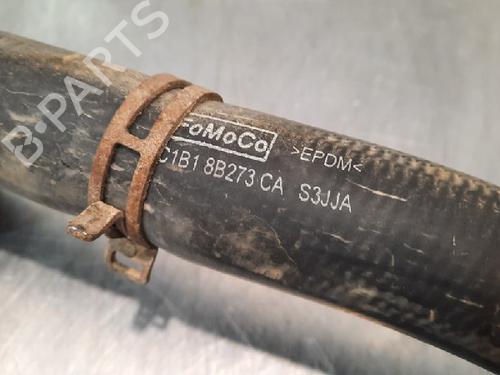 B-PARTS
FoMoCo
>EPDM<
C1B1 8B273 CA S3JJA